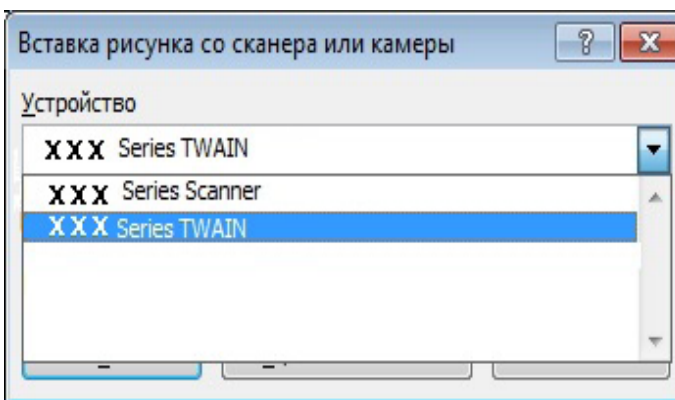 Вставка рисунка со сканера или камеры
Устройство
XXX Series TWAIN
XXX Series Scanner
XXX Series TWAIN